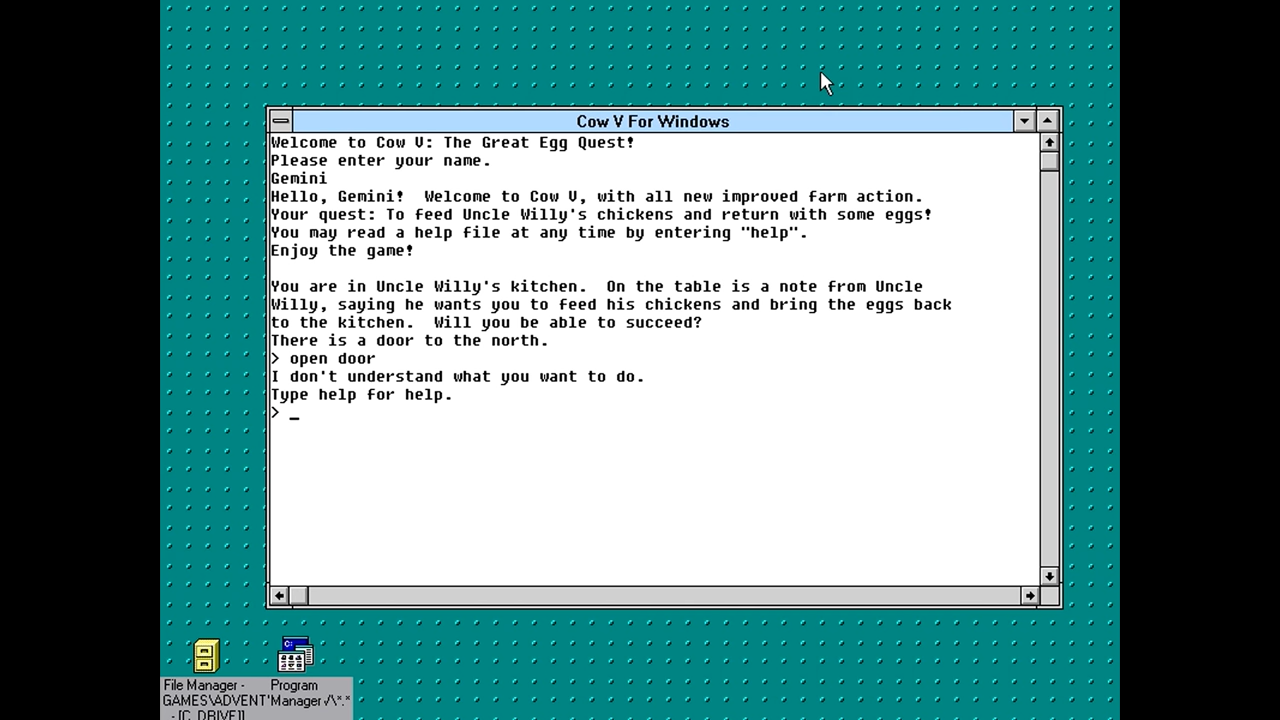 Cow V For Windows
Welcome to Cow V: The Great Egg Quest!
Please enter your name.
Gemini
Hello, Gemini!  Welcome to Cow V, with all new improved farm action.
Your quest: To feed Uncle Willy's chickens and return with some eggs!
You may read a help file at any time by entering "help".
Enjoy the game!
You are in Uncle Willy's kitchen.  On the table is a note from Uncle
Willy, saying he wants you to feed his chickens and bring the eggs back
to the kitchen.  Will you be able to succeed?
There is a door to the north.
> open door
I don't understand what you want to do.
Type help for help.
> _
File Manager -
GAMES\ADVENT
- [C_DRIVE]
Program
Manager